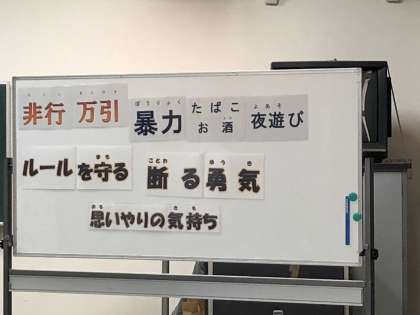 非行 万引 暴力 たばこ お酒 夜遊び
ルールを守る 断る勇気
思いやりの気持ち